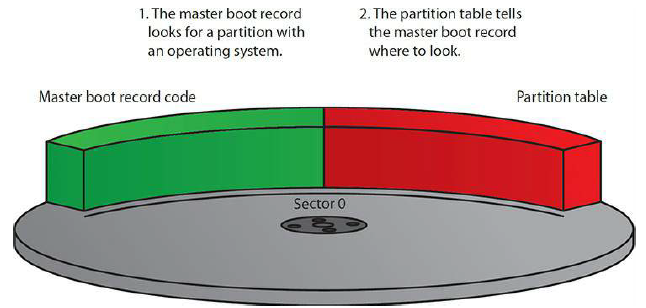 1. The master boot record
looks for a partition with
an operating system.
2. The partition table tells
the master boot record
where to look.
Master boot record code
Partition table
Sector 0